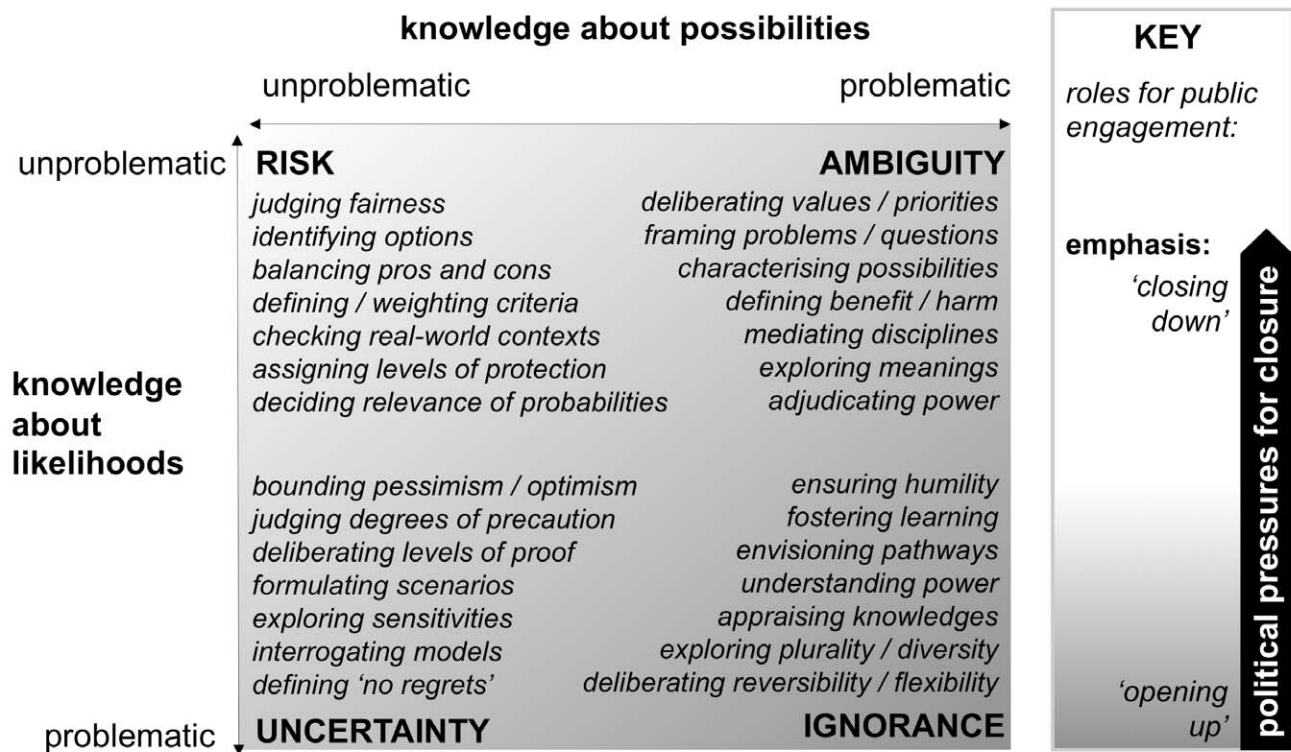 knowledge about possibilities
unproblematic
problematic
unproblematic
RISK
judging fairness
identifying options
balancing pros and cons
defining / weighting criteria
checking real-world contexts
assigning levels of protection
deciding relevance of probabilities
AMBIGUITY
deliberating values / priorities
framing problems / questions
characterising possibilities
defining benefit / harm
mediating disciplines
exploring meanings
adjudicating power
knowledge
about
likelihoods
bounding pessimism / optimism
judging degrees of precaution
deliberating levels of proof
formulating scenarios
exploring sensitivities
interrogating models
defining ‘no regrets’
UNCERTAINTY
ensuring humility
fostering learning
envisioning pathways
understanding power
appraising knowledges
exploring plurality / diversity
deliberating reversibility / flexibility
IGNORANCE
problematic
KEY
roles for public
engagement:
emphasis:
‘closing
down’
‘opening
up’
political pressures for closure